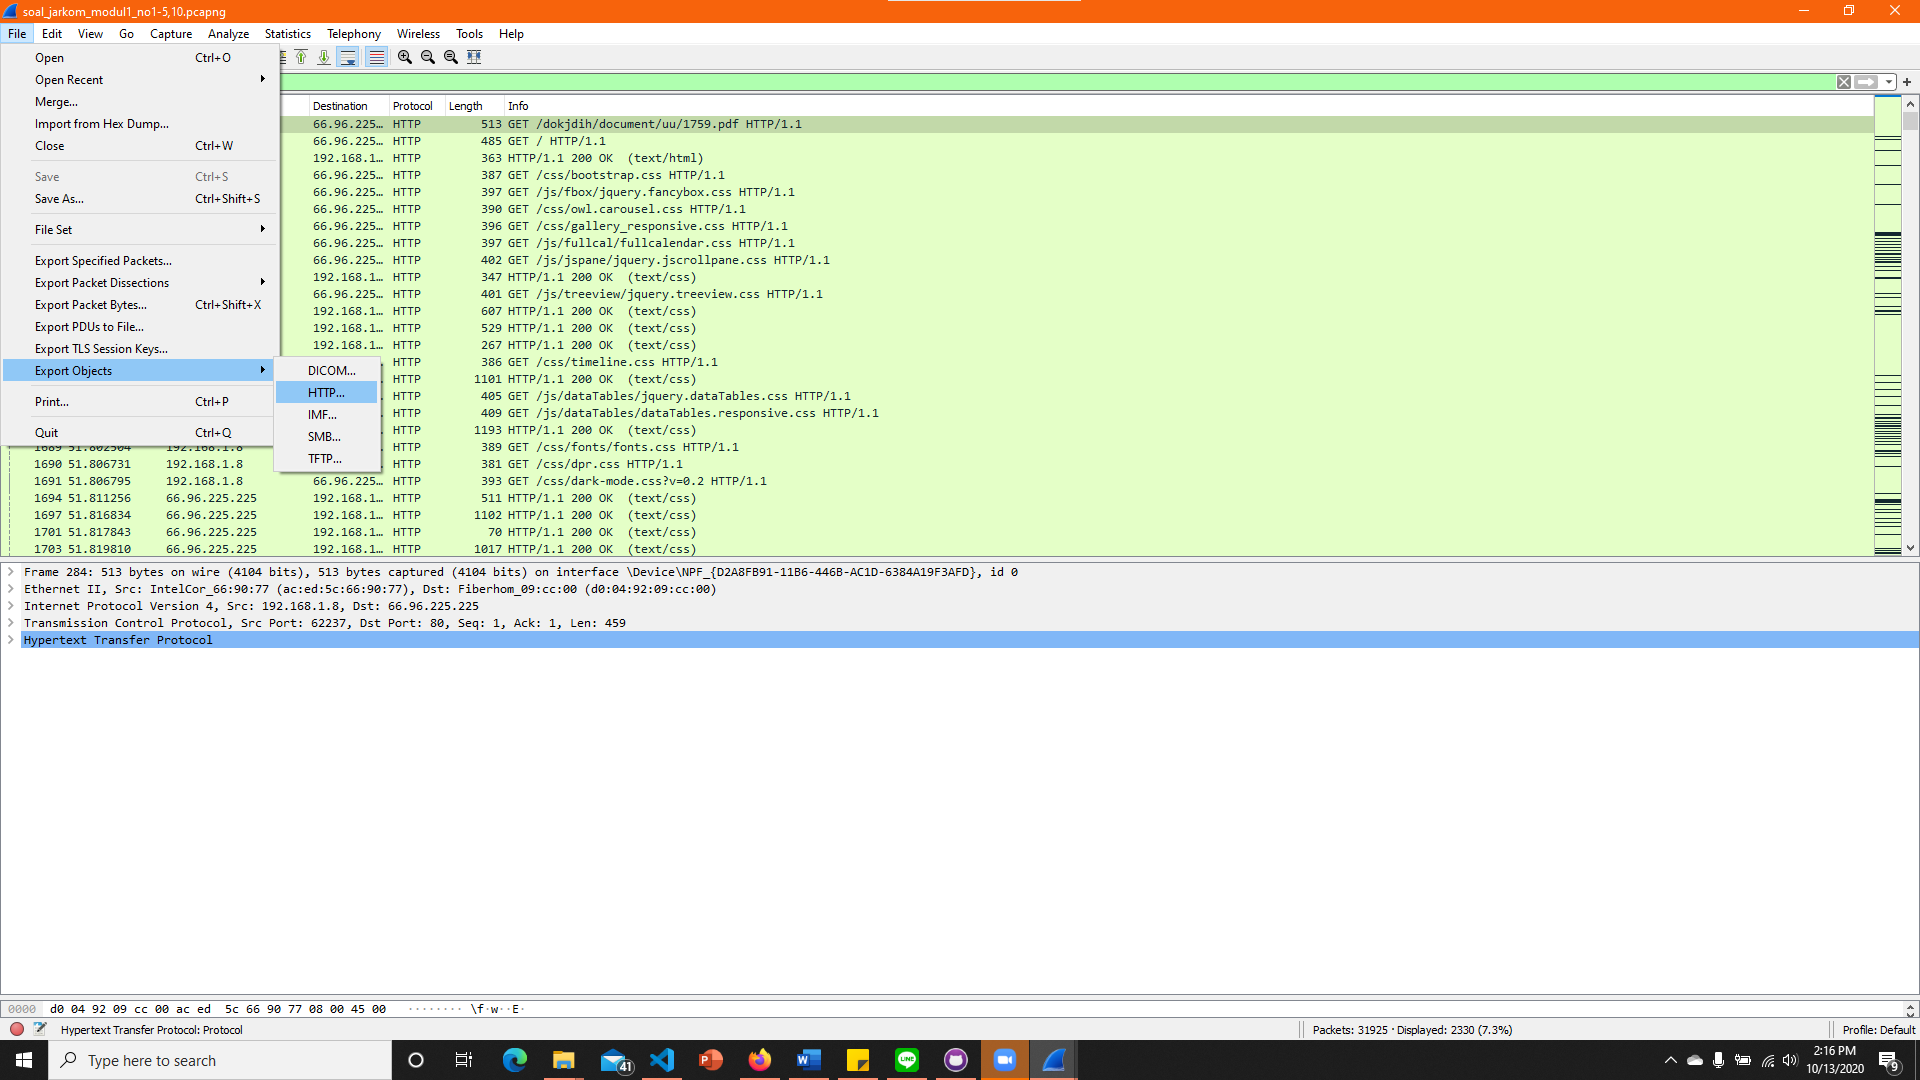 soal_jarkom_modul1_no1-5,10.pcapng
File Edit View Go Capture Analyze Statistics Telephony Wireless Tools Help
Open Ctrl+O
Open Recent
Merge...
Import from Hex Dump...
Close Ctrl+W
Save Ctrl+S
Save As... Ctrl+Shift+S
File Set
Export Specified Packets...
Export Packet Dissections
Export Packet Bytes... Ctrl+Shift+X
Export PDUs to File...
Export TLS Session Keys...
Export Objects
Print... Ctrl+P
Quit Ctrl+Q
DICOM...
HTTP...
IMF...
SMB...
TFTP...
Destination Protocol Length Info
66.96.225… HTTP 513 GET /dokjdih/document/uu/1759.pdf HTTP/1.1
66.96.225… HTTP 485 GET / HTTP/1.1
192.168.1… HTTP 363 HTTP/1.1 200 OK (text/html)
66.96.225… HTTP 387 GET /css/bootstrap.css HTTP/1.1
66.96.225… HTTP 397 GET /js/fbox/jquery.fancybox.css HTTP/1.1
66.96.225… HTTP 390 GET /css/owl.carousel.css HTTP/1.1
66.96.225… HTTP 396 GET /css/gallery_responsive.css HTTP/1.1
66.96.225… HTTP 397 GET /js/fullcal/fullcalendar.css HTTP/1.1
66.96.225… HTTP 402 GET /js/jspane/jquery.jscrollpane.css HTTP/1.1
192.168.1… HTTP 347 HTTP/1.1 200 OK (text/css)
66.96.225… HTTP 401 GET /js/treeview/jquery.treeview.css HTTP/1.1
192.168.1… HTTP 607 HTTP/1.1 200 OK (text/css)
192.168.1… HTTP 529 HTTP/1.1 200 OK (text/css)
192.168.1… HTTP 267 HTTP/1.1 200 OK (text/css)
HTTP 386 GET /css/timeline.css HTTP/1.1
HTTP 1101 HTTP/1.1 200 OK (text/css)
HTTP 405 GET /js/dataTables/jquery.dataTables.css HTTP/1.1
HTTP 409 GET /js/dataTables/dataTables.responsive.css HTTP/1.1
HTTP 1193 HTTP/1.1 200 OK (text/css)
1689 51.802504 192.168.1.8 HTTP 389 GET /css/fonts/fonts.css HTTP/1.1
1690 51.806731 192.168.1.8 HTTP 381 GET /css/dpr.css HTTP/1.1
1691 51.806795 192.168.1.8 66.96.225… HTTP 393 GET /css/dark-mode.css?v=0.2 HTTP/1.1
1694 51.811256 66.96.225.225 192.168.1… HTTP 511 HTTP/1.1 200 OK (text/css)
1697 51.816834 66.96.225.225 192.168.1… HTTP 1102 HTTP/1.1 200 OK (text/css)
1701 51.817843 66.96.225.225 192.168.1… HTTP 70 HTTP/1.1 200 OK (text/css)
1703 51.819810 66.96.225.225 192.168.1… HTTP 1017 HTTP/1.1 200 OK (text/css)
Frame 284: 513 bytes on wire (4104 bits), 513 bytes captured (4104 bits) on interface \Device\NPF_{D2A8FB91-11B6-446B-AC1D-6384A19F3AFD}, id 0
Ethernet II, Src: IntelCor_66:90:77 (ac:ed:5c:66:90:77), Dst: Fiberhom_09:cc:00 (d0:04:92:09:cc:00)
Internet Protocol Version 4, Src: 192.168.1.8, Dst: 66.96.225.225
Transmission Control Protocol, Src Port: 62237, Dst Port: 80, Seq: 1, Ack: 1, Len: 459
Hypertext Transfer Protocol
0000 d0 04 92 09 cc 00 ac ed 5c 66 90 77 08 00 45 00 ········ \f·w··E·
Hypertext Transfer Protocol: Protocol
Packets: 31925 · Displayed: 2330 (7.3%)
Profile: Default
Type here to search
41
LINE
2:16 PM
10/13/2020
9